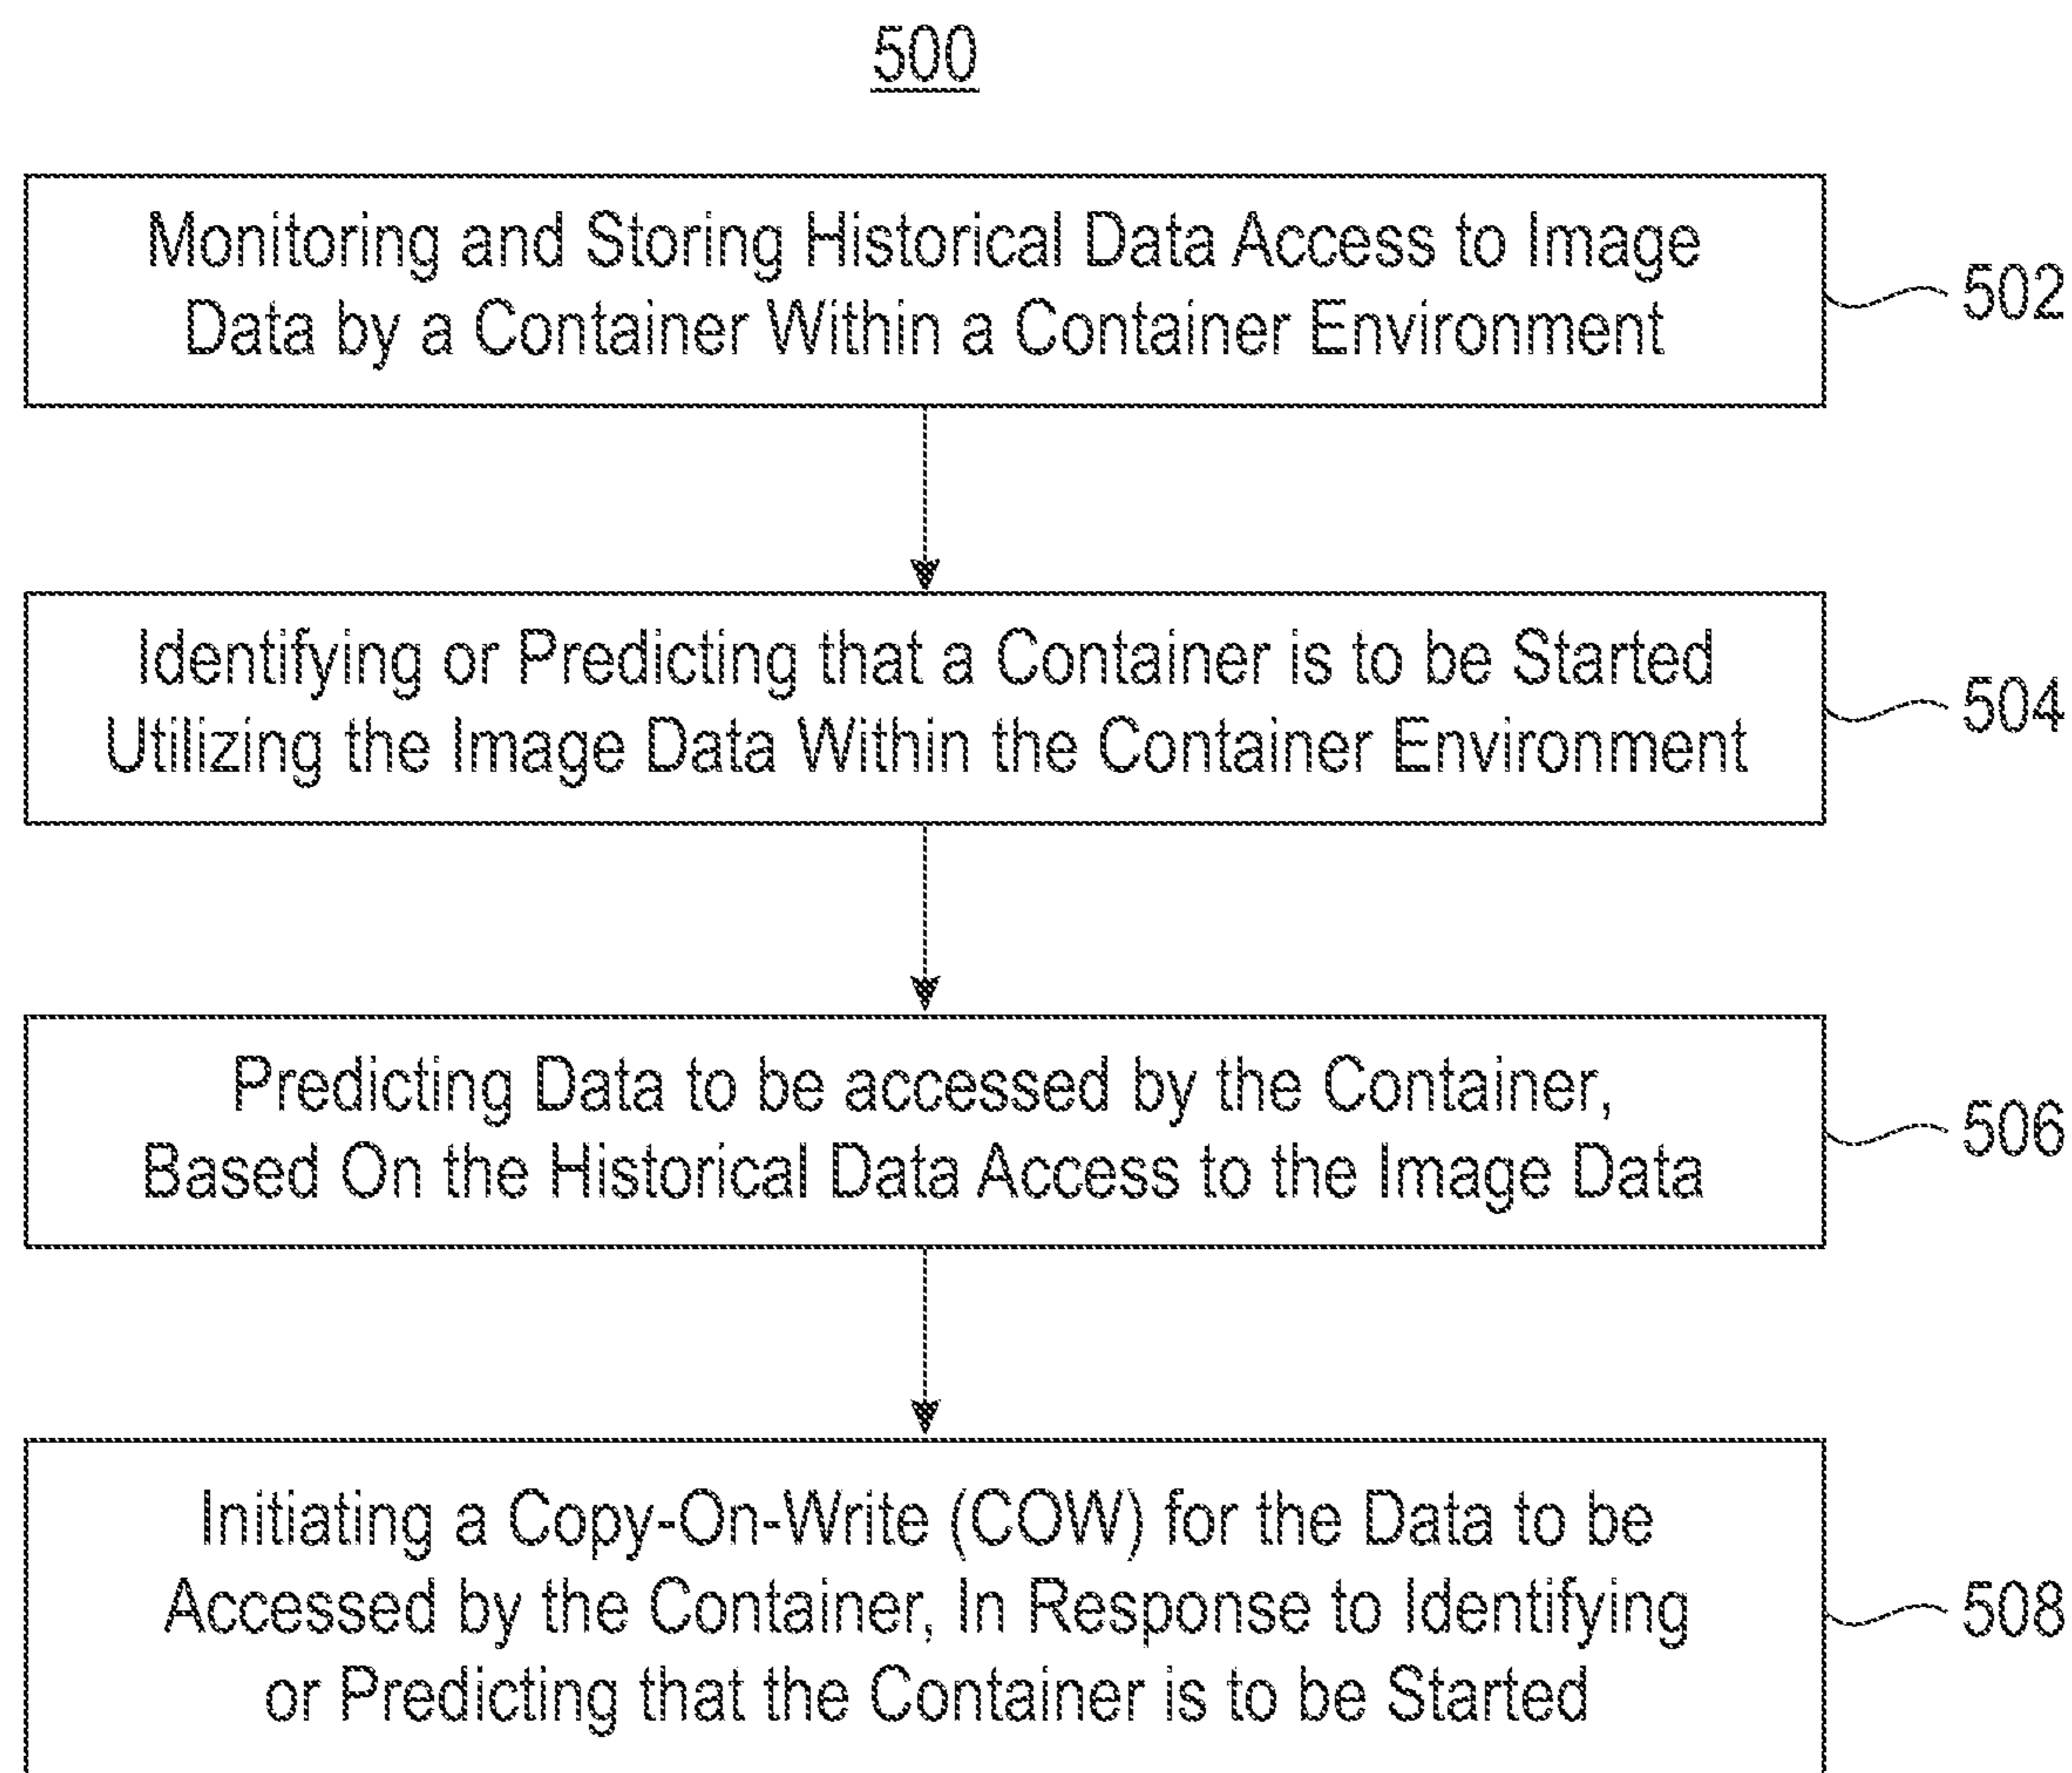 500
Monitoring and Storing Historical Data Access to Image
Data by a Container Within a Container Environment
502
Identifying or Predicting that a Container is to be Started
Utilizing the Image Data Within the Container Environment
504
Predicting Data to be accessed by the Container,
Based On the Historical Data Access to the Image Data
506
Initiating a Copy-On-Write (COW) for the Data to be
Accessed by the Container, In Response to Identifying
or Predicting that the Container is to be Started
508